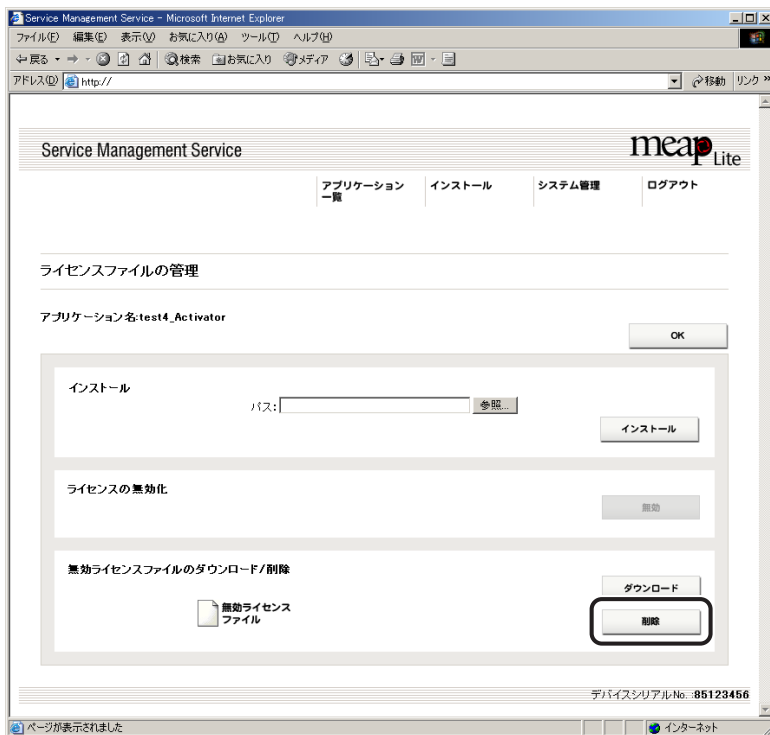 Service Management Service - Microsoft Internet Explorer
ファイル(F) 編集(E) 表示(V) お気に入り(A) ツール(T) ヘルプ(H)
戻る 検索 お気に入り メディア
アドレス(D) http:// 移動 リンク »
Service Management Service
meap Lite
アプリケーション一覧 インストール システム管理 ログアウト
ライセンスファイルの管理
アプリケーション名:test4_Activator
OK
インストール
パス: 参照...
インストール
ライセンスの無効化
無効
無効ライセンスファイルのダウンロード/削除
ダウンロード
無効ライセンス
ファイル
削除
デバイスシリアルNo. :85123456
ページが表示されました インターネット